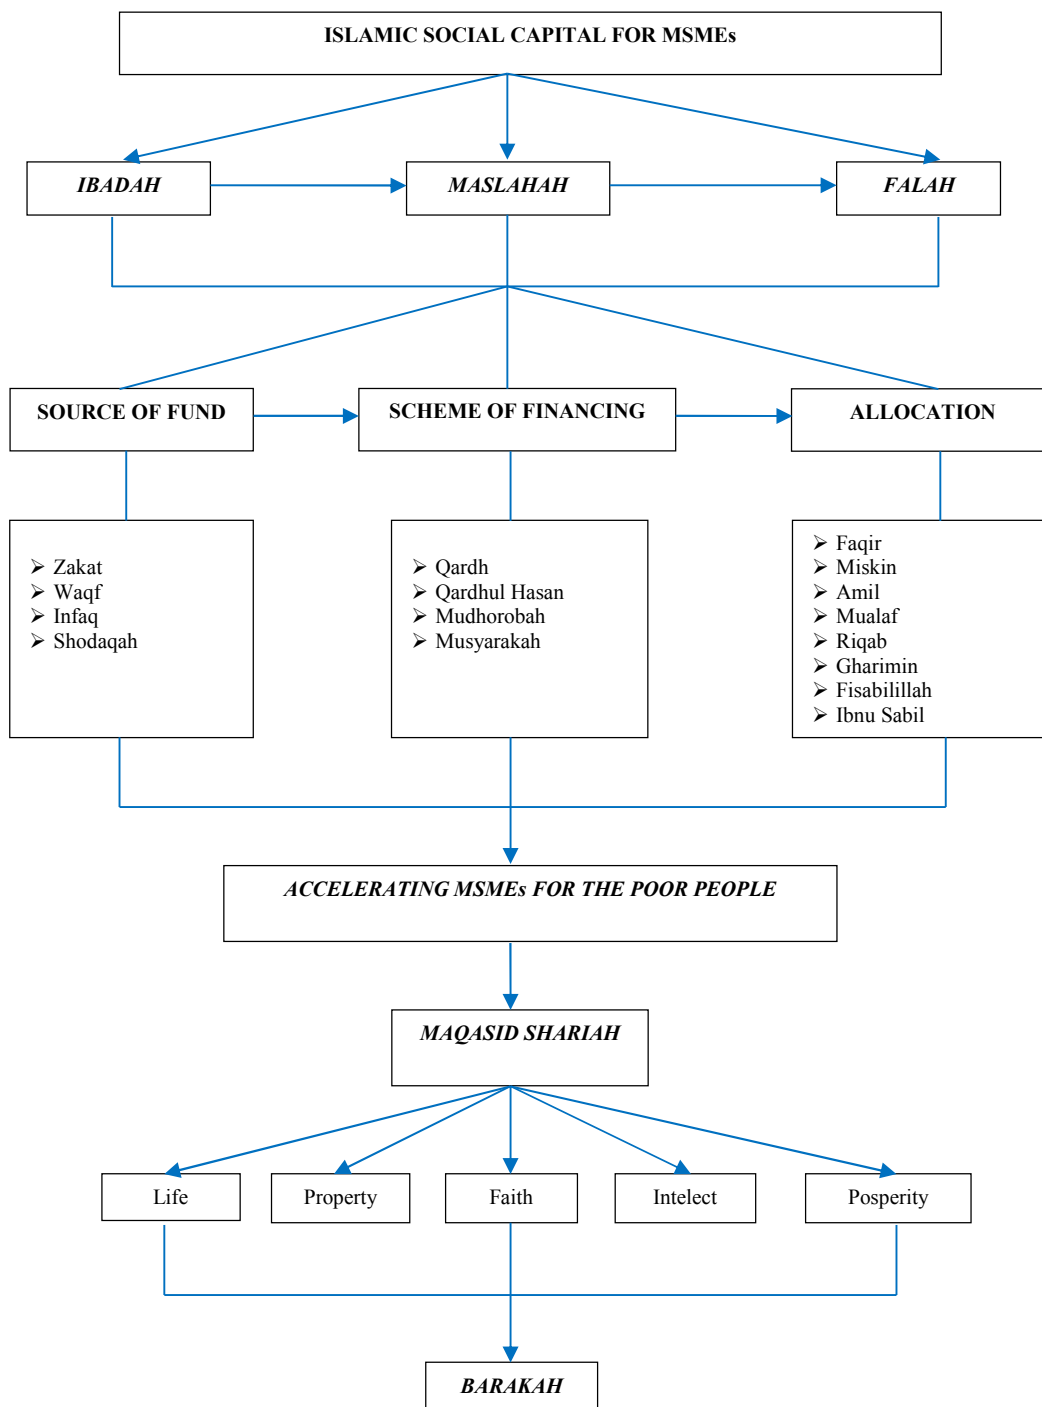 ISLAMIC SOCIAL CAPITAL FOR MSMEs
IBADAH
MASLAHAH
FALAH
SOURCE OF FUND
SCHEME OF FINANCING
ALLOCATION
➢ Zakat
➢ Waqf
➢ Infaq
➢ Shodaqah
➢ Qardh
➢ Qardhul Hasan
➢ Mudhorobah
➢ Musyarakah
➢ Faqir
➢ Miskin
➢ Amil
➢ Mualaf
➢ Riqab
➢ Gharimin
➢ Fisabilillah
➢ Ibnu Sabil
ACCELERATING MSMEs FOR THE POOR PEOPLE
MAQASID SHARIAH
Life
Property
Faith
Intelect
Posperity
BARAKAH